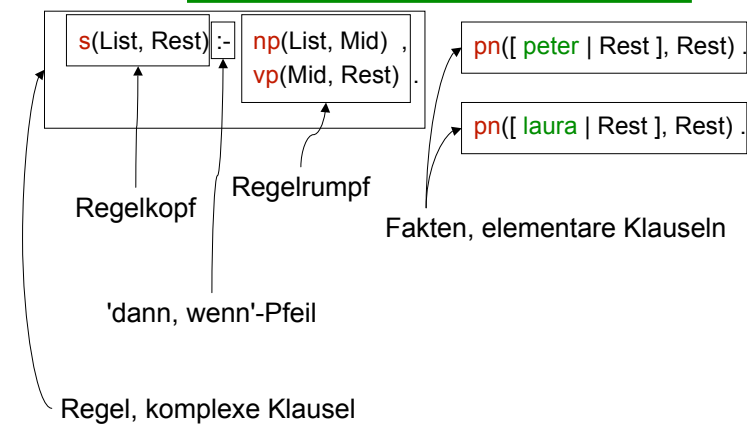 s(List, Rest) :- np(List, Mid) ,
vp(Mid, Rest) .
pn([ peter | Rest ], Rest) .
pn([ laura | Rest ], Rest) .
Regelkopf
Regelrumpf
Fakten, elementare Klauseln
'dann, wenn'-Pfeil
Regel, komplexe Klausel